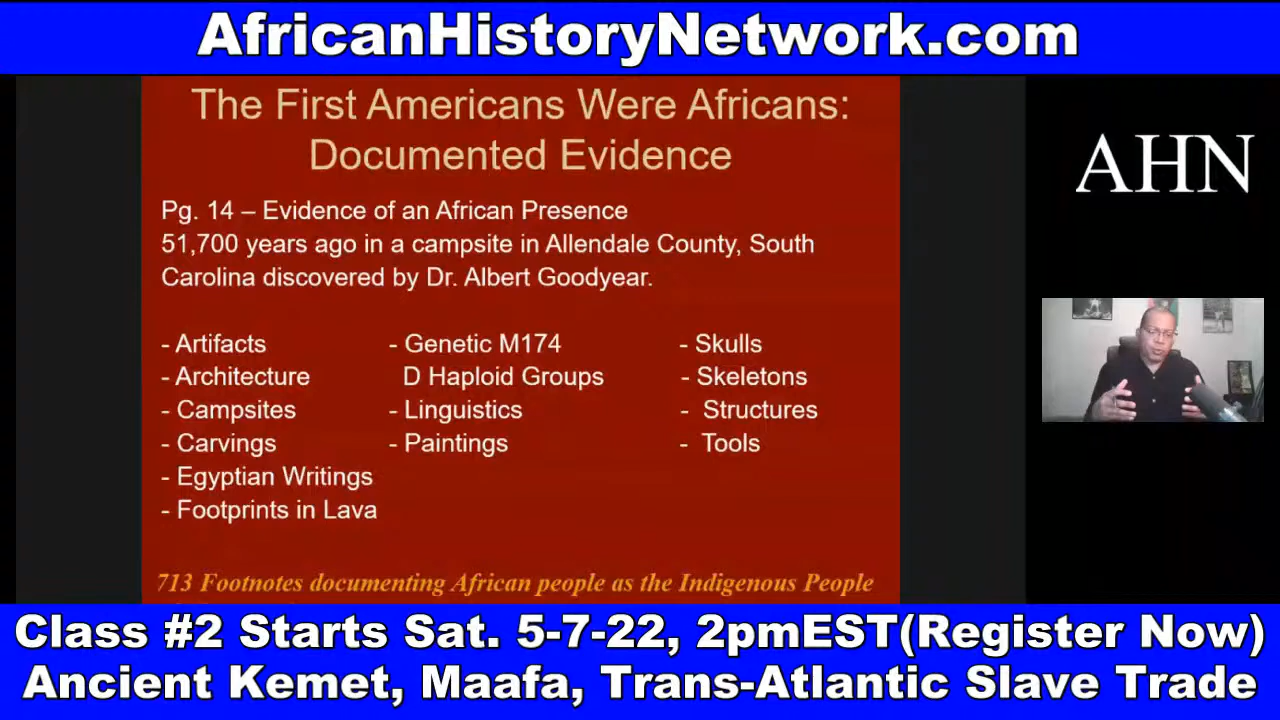 AfricanHistoryNetwork.com
The First Americans Were Africans:
Documented Evidence
Pg. 14 – Evidence of an African Presence
51,700 years ago in a campsite in Allendale County, South
Carolina discovered by Dr. Albert Goodyear.
- Artifacts
- Architecture
- Campsites
- Carvings
- Egyptian Writings
- Footprints in Lava
- Genetic M174
D Haploid Groups
- Linguistics
- Paintings
- Skulls
- Skeletons
- Structures
- Tools
713 Footnotes documenting African people as the Indigenous People
AHN
Class #2 Starts Sat. 5-7-22, 2pmEST(Register Now)
Ancient Kemet, Maafa, Trans-Atlantic Slave Trade